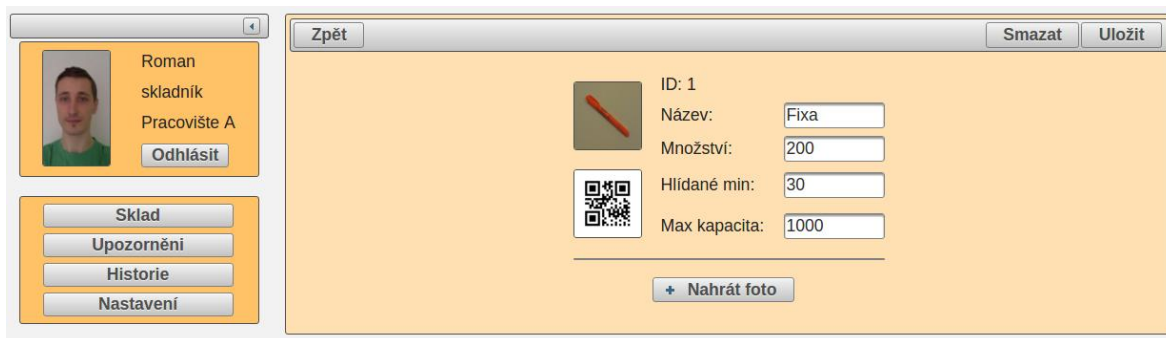 Roman
skladník
Pracoviště A
Odhlásit
Sklad
Upozorněni
Historie
Nastavení
Zpět
Smazat
Uložit
ID: 1
Název: Fixa
Množství: 200
Hlídané min: 30
Max kapacita: 1000
+ Nahrát foto